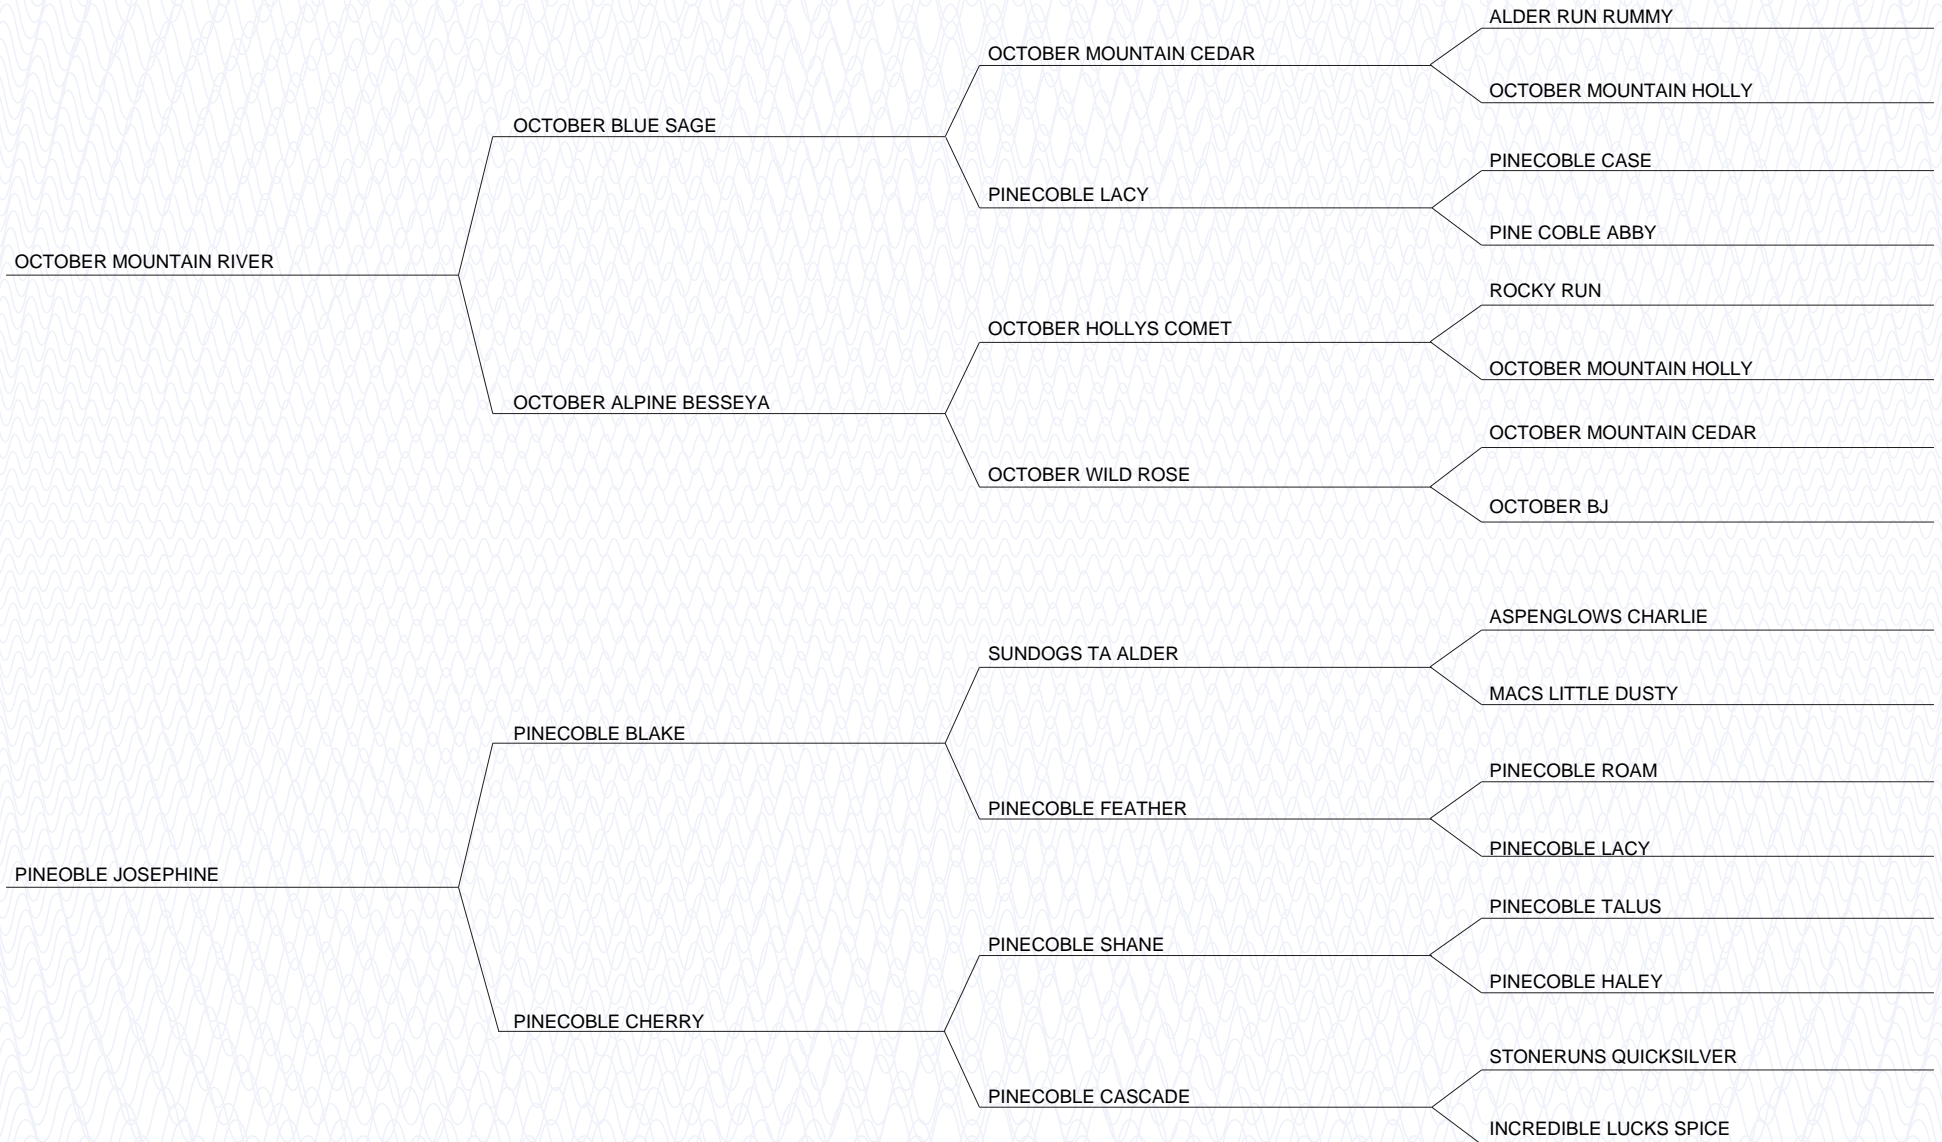 ALDER RUN RUMMY
OCTOBER MOUNTAIN CEDAR
OCTOBER MOUNTAIN HOLLY
OCTOBER BLUE SAGE
PINECOBLE CASE
PINECOBLE LACY
PINE COBLE ABBY
OCTOBER MOUNTAIN RIVER
ROCKY RUN
OCTOBER HOLLYS COMET
OCTOBER MOUNTAIN HOLLY
OCTOBER ALPINE BESSEYA
OCTOBER MOUNTAIN CEDAR
OCTOBER WILD ROSE
OCTOBER BJ
ASPENGLOWS CHARLIE
SUNDOGS TA ALDER
MACS LITTLE DUSTY
PINECOBLE BLAKE
PINECOBLE ROAM
PINECOBLE FEATHER
PINECOBLE LACY
PINEOBLE JOSEPHINE
PINECOBLE TALUS
PINECOBLE SHANE
PINECOBLE HALEY
PINECOBLE CHERRY
STONERUNS QUICKSILVER
PINECOBLE CASCADE
INCREDIBLE LUCKS SPICE